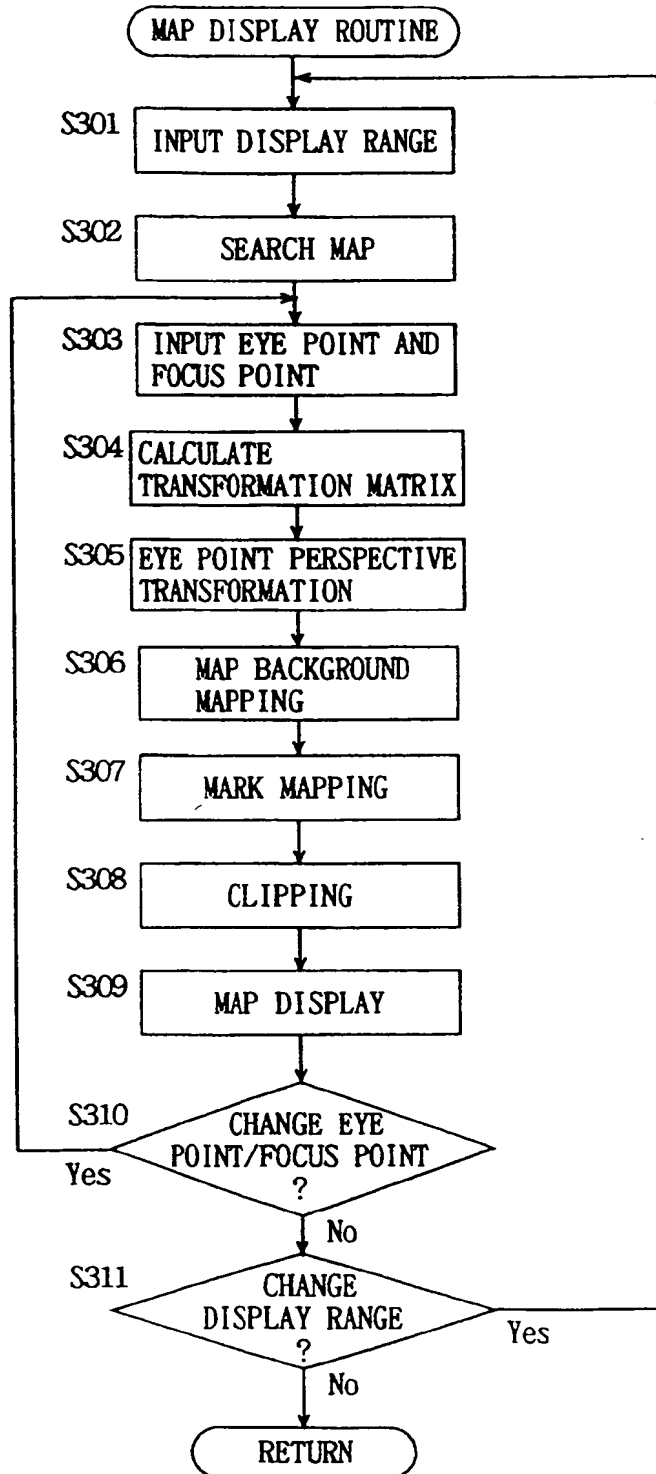 MAP DISPLAY ROUTINE
S301
INPUT DISPLAY RANGE
S302
SEARCH MAP
S303
INPUT EYE POINT AND
FOCUS POINT
S304
CALCULATE
TRANSFORMATION MATRIX
S305
EYE POINT PERSPECTIVE
TRANSFORMATION
S306
MAP BACKGROUND
MAPPING
S307
MARK MAPPING
S308
CLIPPING
S309
MAP DISPLAY
S310
CHANGE EYE
POINT/FOCUS POINT
?
Yes
No
S311
CHANGE
DISPLAY RANGE
?
Yes
No
RETURN